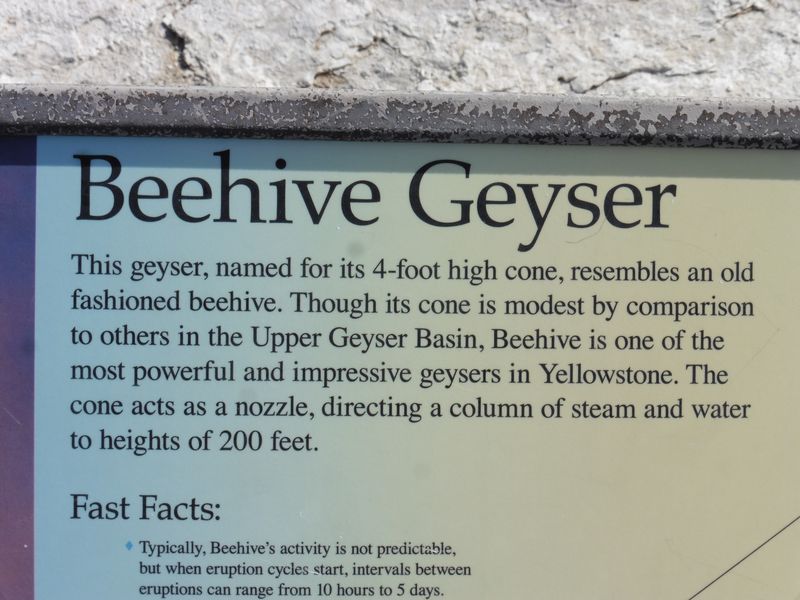 Beehive Geyser
This geyser, named for its 4-foot high cone, resembles an old
fashioned beehive. Though its cone is modest by comparison
to others in the Upper Geyser Basin, Beehive is one of the
most powerful and impressive geysers in Yellowstone. The
cone acts as a nozzle, directing a column of steam and water
to heights of 200 feet.
Fast Facts:
Typically, Beehive's activity is not predictable,
but when eruption cycles start, intervals between
eruptions can range from 10 hours to 5 days.